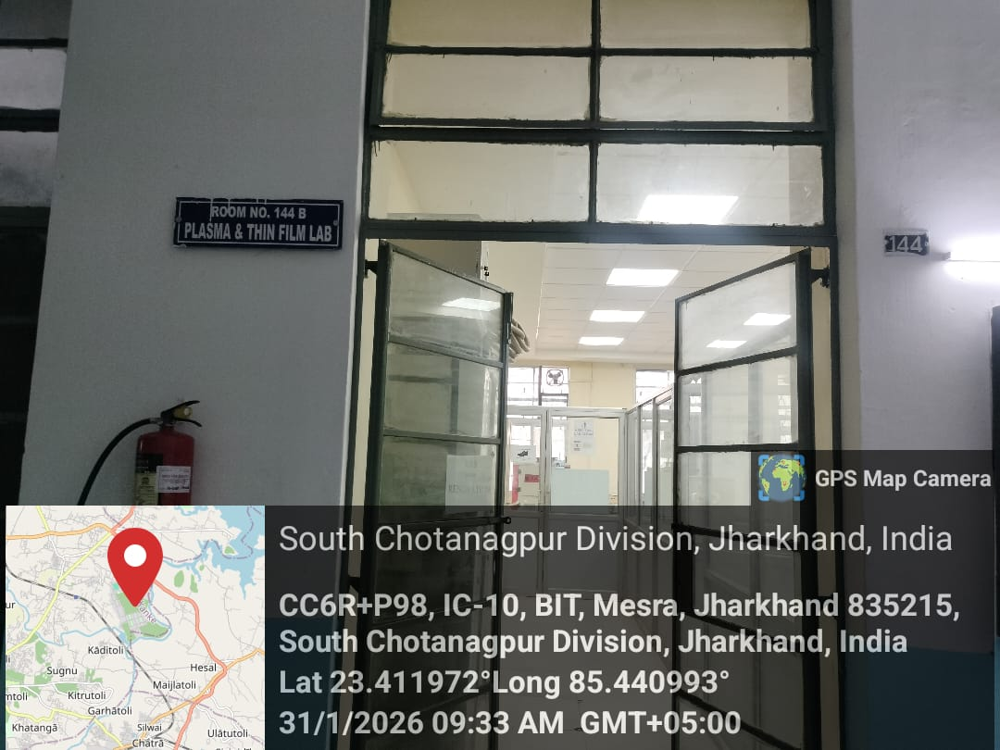 ROOM NO. 144 B
PLASMA & THIN FILM LAB
144
GPS Map Camera
South Chotanagpur Division, Jharkhand, India
CC6R+P98, IC-10, BIT, Mesra, Jharkhand 835215,
South Chotanagpur Division, Jharkhand, India
Lat 23.411972°Long 85.440993°
31/1/2026 09:33 AM GMT+05:00
Kāditoli
Sugnu
Hesal
Maijlatoli
Kitrutoli
Garhātoli
Khatangā
Silwai
Chātrā
Ulātutoli